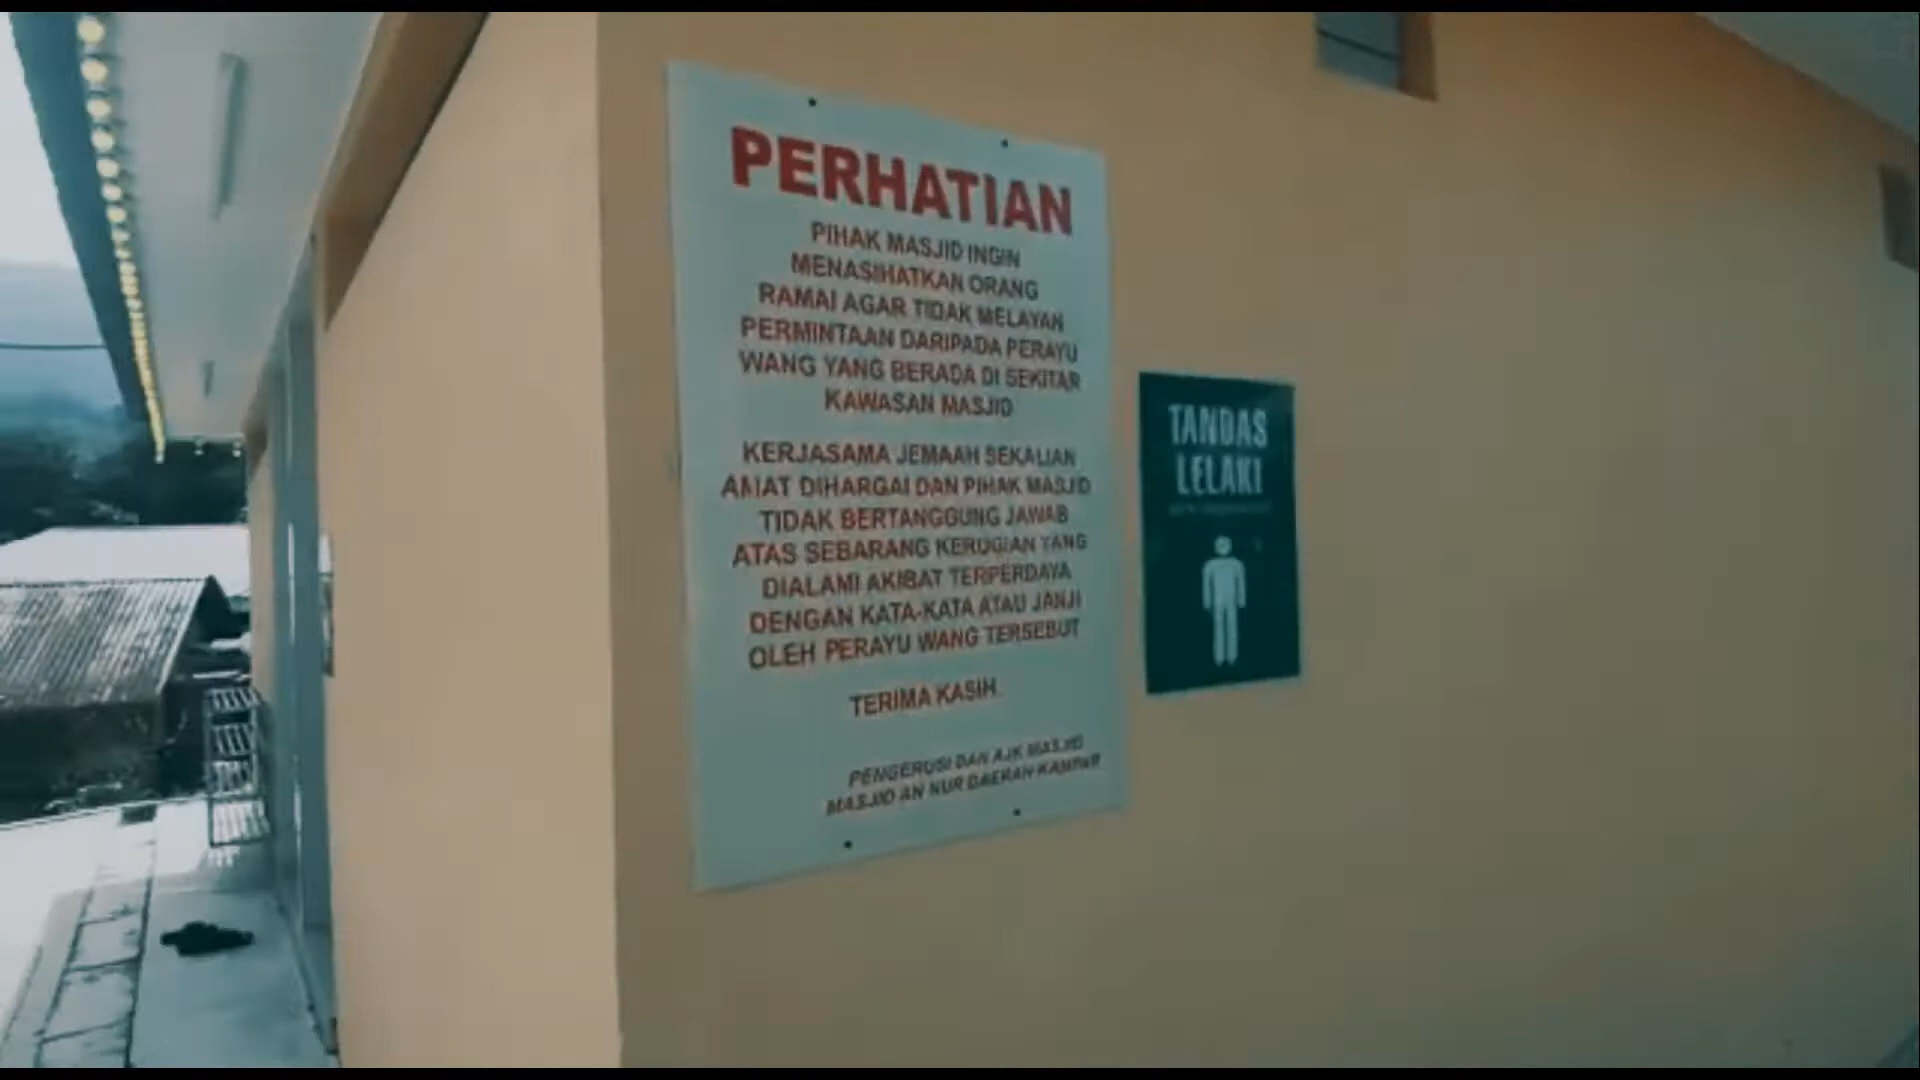 PERHATIAN
PIHAK MASJID INGIN
MENASIHATKAN ORANG
RAMAI AGAR TIDAK MELAYAN
PERMINTAAN DARIPADA PERAYU
WANG YANG BERADA DI SEKITAR
KAWASAN MASJID
KERJASAMA JEMAAH SEKALIAN
AMAT DIHARGAI DAN PIHAK MASJID
TIDAK BERTANGGUNG JAWAB
ATAS SEBARANG KERUGIAN YANG
DIALAMI AKIBAT TERPERDAYA
DENGAN KATA-KATA ATAU JANJI
OLEH PERAYU WANG TERSEBUT
TERIMA KASIH
PENGERUSI DAN AJK MASJID
MASJID AN NUR DAERAH KAMPAR
TANDAS
LELAKI